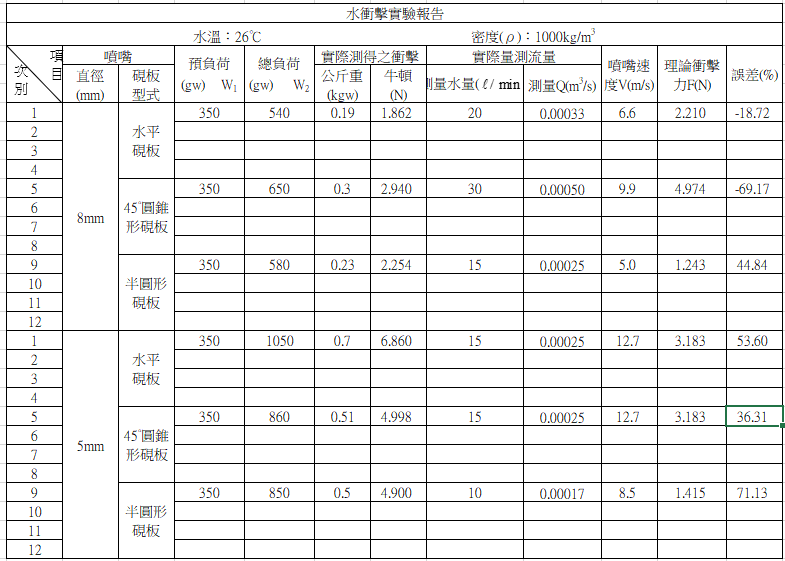 水衝擊實驗報告
水溫：26℃ 密度(ρ)：1000kg/m³
項目 次別 噴嘴 預負荷 (gw) W₁ 總負荷 (gw) W₂ 實際測得之衝擊 實際量測流量 噴嘴速度V(m/s) 理論衝擊力F(N) 誤差(%)
直徑 (mm) 硯板型式 公斤重 (kgw) 牛頓 (N) 測量水量(ℓ/ min 測量Q(m³/s)
8mm
水平硯板
1 350 540 0.19 1.862 20 0.00033 6.6 2.210 -18.72
2
3
4
45°圓錐形硯板
5 350 650 0.3 2.940 30 0.00050 9.9 4.974 -69.17
6
7
8
半圓形硯板
9 350 580 0.23 2.254 15 0.00025 5.0 1.243 44.84
10
11
12
5mm
水平硯板
1 350 1050 0.7 6.860 15 0.00025 12.7 3.183 53.60
2
3
4
45°圓錐形硯板
5 350 860 0.51 4.998 15 0.00025 12.7 3.183 36.31
6
7
8
半圓形硯板
9 350 850 0.5 4.900 10 0.00017 8.5 1.415 71.13
10
11
12